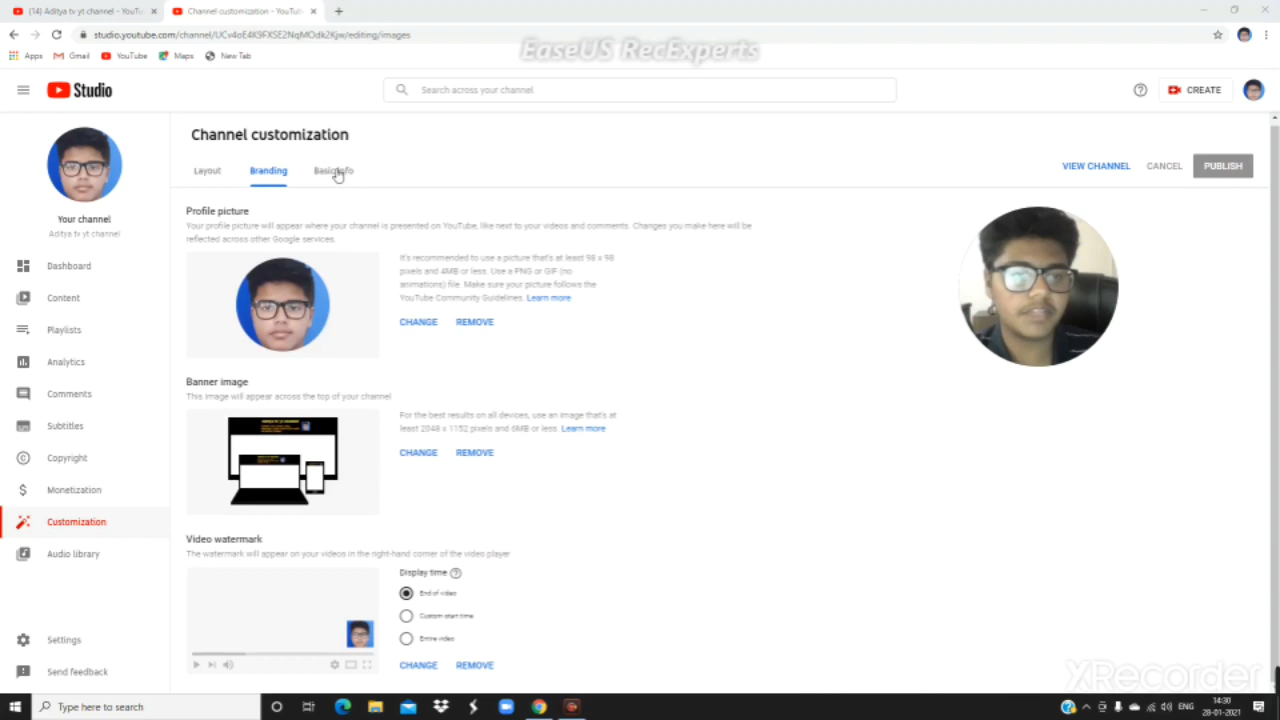 (14) Aditya tv yt channel - YouTu
Channel customization - YouTu
studio.youtube.com/channel/UCv4oE4K9FXSE2NqMOdk2Kjw/editing/images
Apps
Gmail
YouTube
Maps
New Tab
EaseUS RecExperts
Studio
Search across your channel
CREATE
Channel customization
Layout
Branding
Basic info
VIEW CHANNEL
CANCEL
PUBLISH
Your channel
Aditya tv yt channel
Dashboard
Content
Playlists
Analytics
Comments
Subtitles
Copyright
Monetization
Customization
Audio library
Settings
Send feedback
Profile picture
Your profile picture will appear where your channel is presented on YouTube, like next to your videos and comments. Changes you make here will be
reflected across other Google services.
It's recommended to use a picture that's at least 98 x 98
pixels and 4MB or less. Use a PNG or GIF (no
animations) file. Make sure your picture follows the
YouTube Community Guidelines. Learn more
CHANGE
REMOVE
Banner image
This image will appear across the top of your channel
For the best results on all devices, use an image that's at
least 2048 x 1152 pixels and 6MB or less. Learn more
CHANGE
REMOVE
Video watermark
The watermark will appear on your videos in the right-hand corner of the video player
Display time
End of video
Custom start time
Entire video
CHANGE
REMOVE
XRecorder
Type here to search
ENG
14:30
28-01-2021